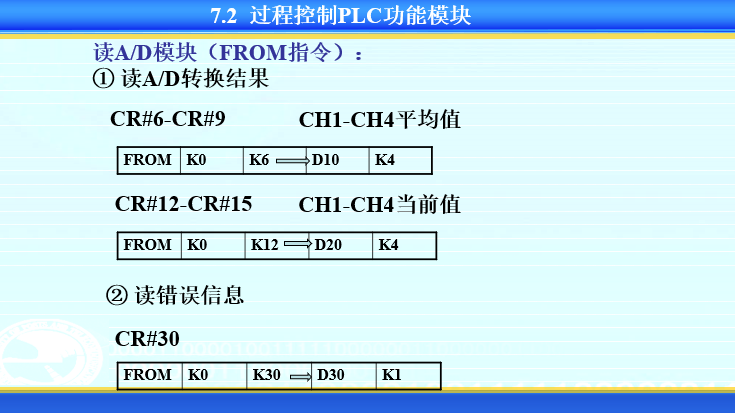 7.2 过程控制PLC功能模块
读A/D模块（FROM指令）：
① 读A/D转换结果
CR#6-CR#9 CH1-CH4平均值
FROM K0 K6 D10 K4
CR#12-CR#15 CH1-CH4当前值
FROM K0 K12 D20 K4
② 读错误信息
CR#30
FROM K0 K30 D30 K1